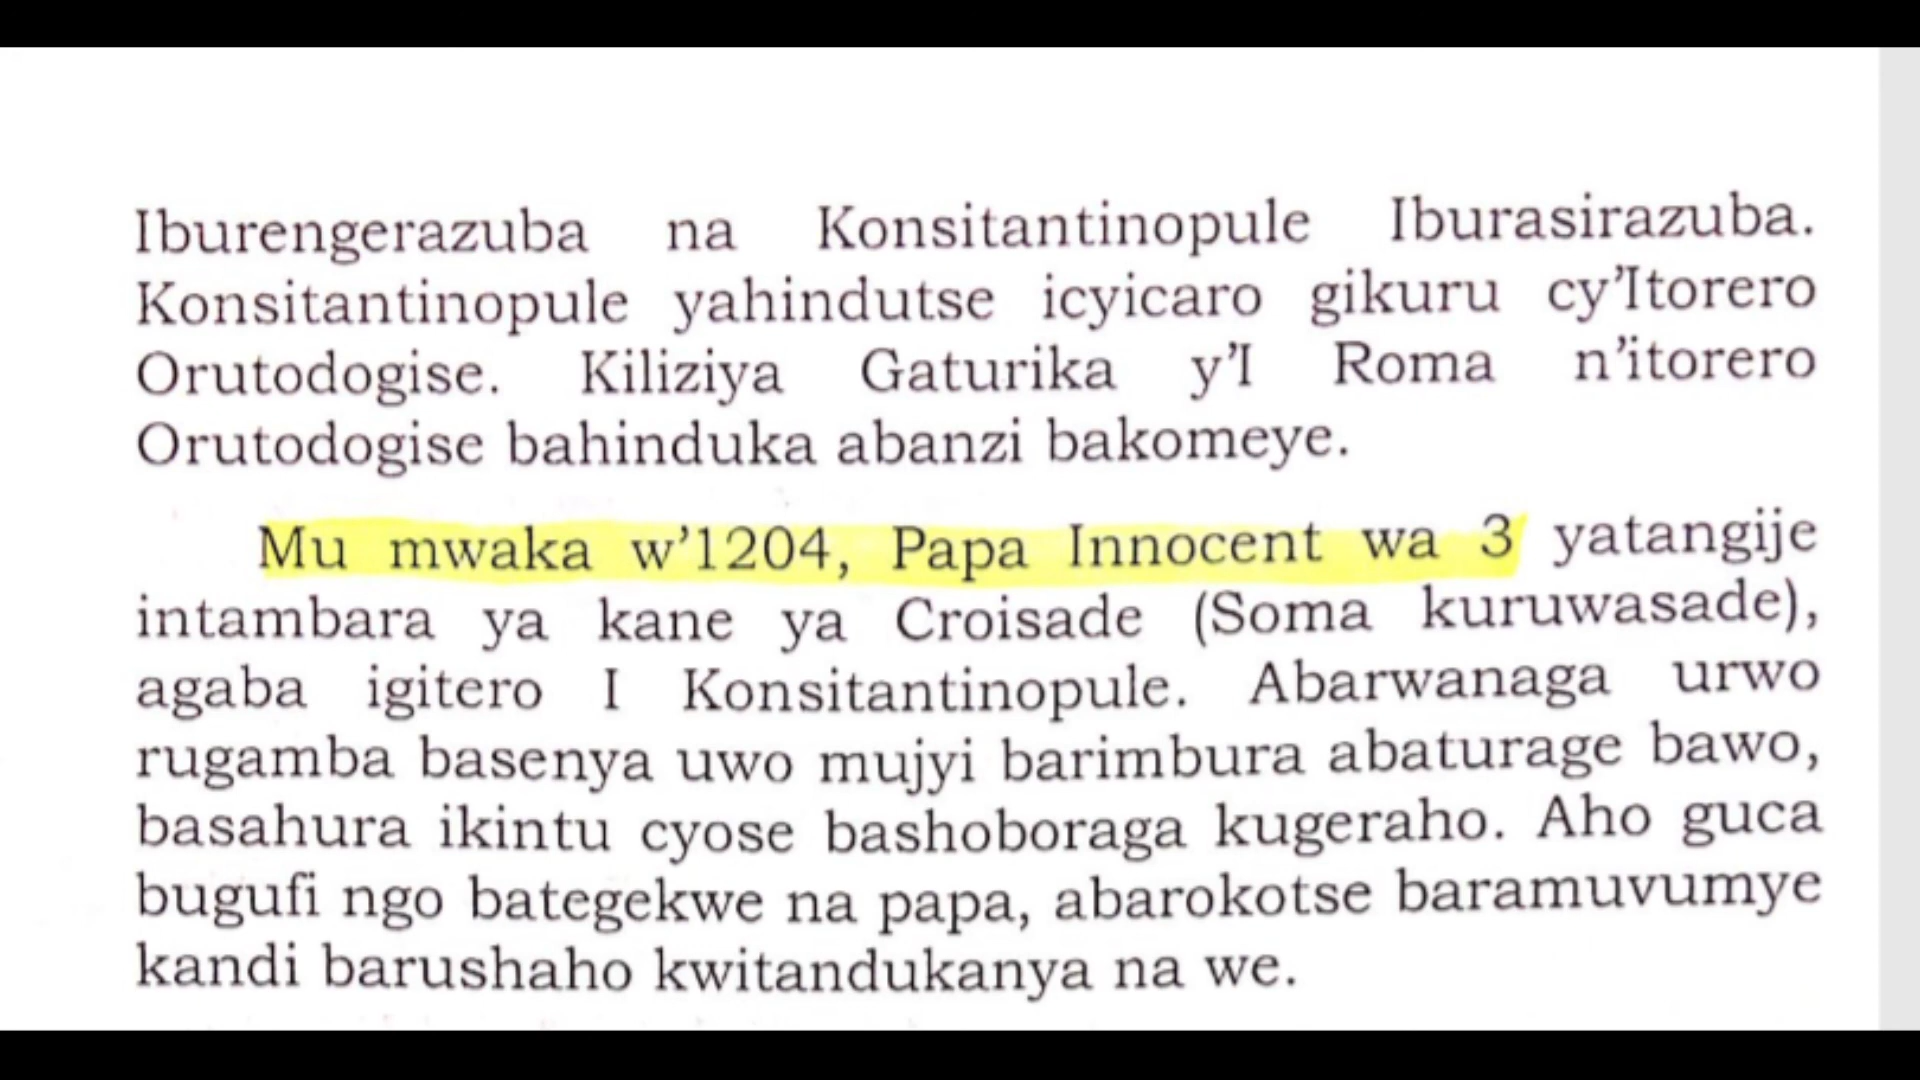 Iburengerazuba na Konsitantinopule Iburasirazuba.
Konsitantinopule yahindutse icyicaro gikuru cy’Itorero
Orutodogise. Kiliziya Gaturika y’I Roma n’itorero
Orutodogise bahinduka abanzi bakomeye.
Mu mwaka w’1204, Papa Innocent wa 3 yatangije
intambara ya kane ya Croisade (Soma kuruwasade),
agaba igitero I Konsitantinopule. Abarwanaga urwo
rugamba basenya uwo mujyi barimbura abaturage bawo,
basahura ikintu cyose bashoboraga kugeraho. Aho guca
bugufi ngo bategekwe na papa, abarokotse baramuvumye
kandi barushaho kwitandukanya na we.